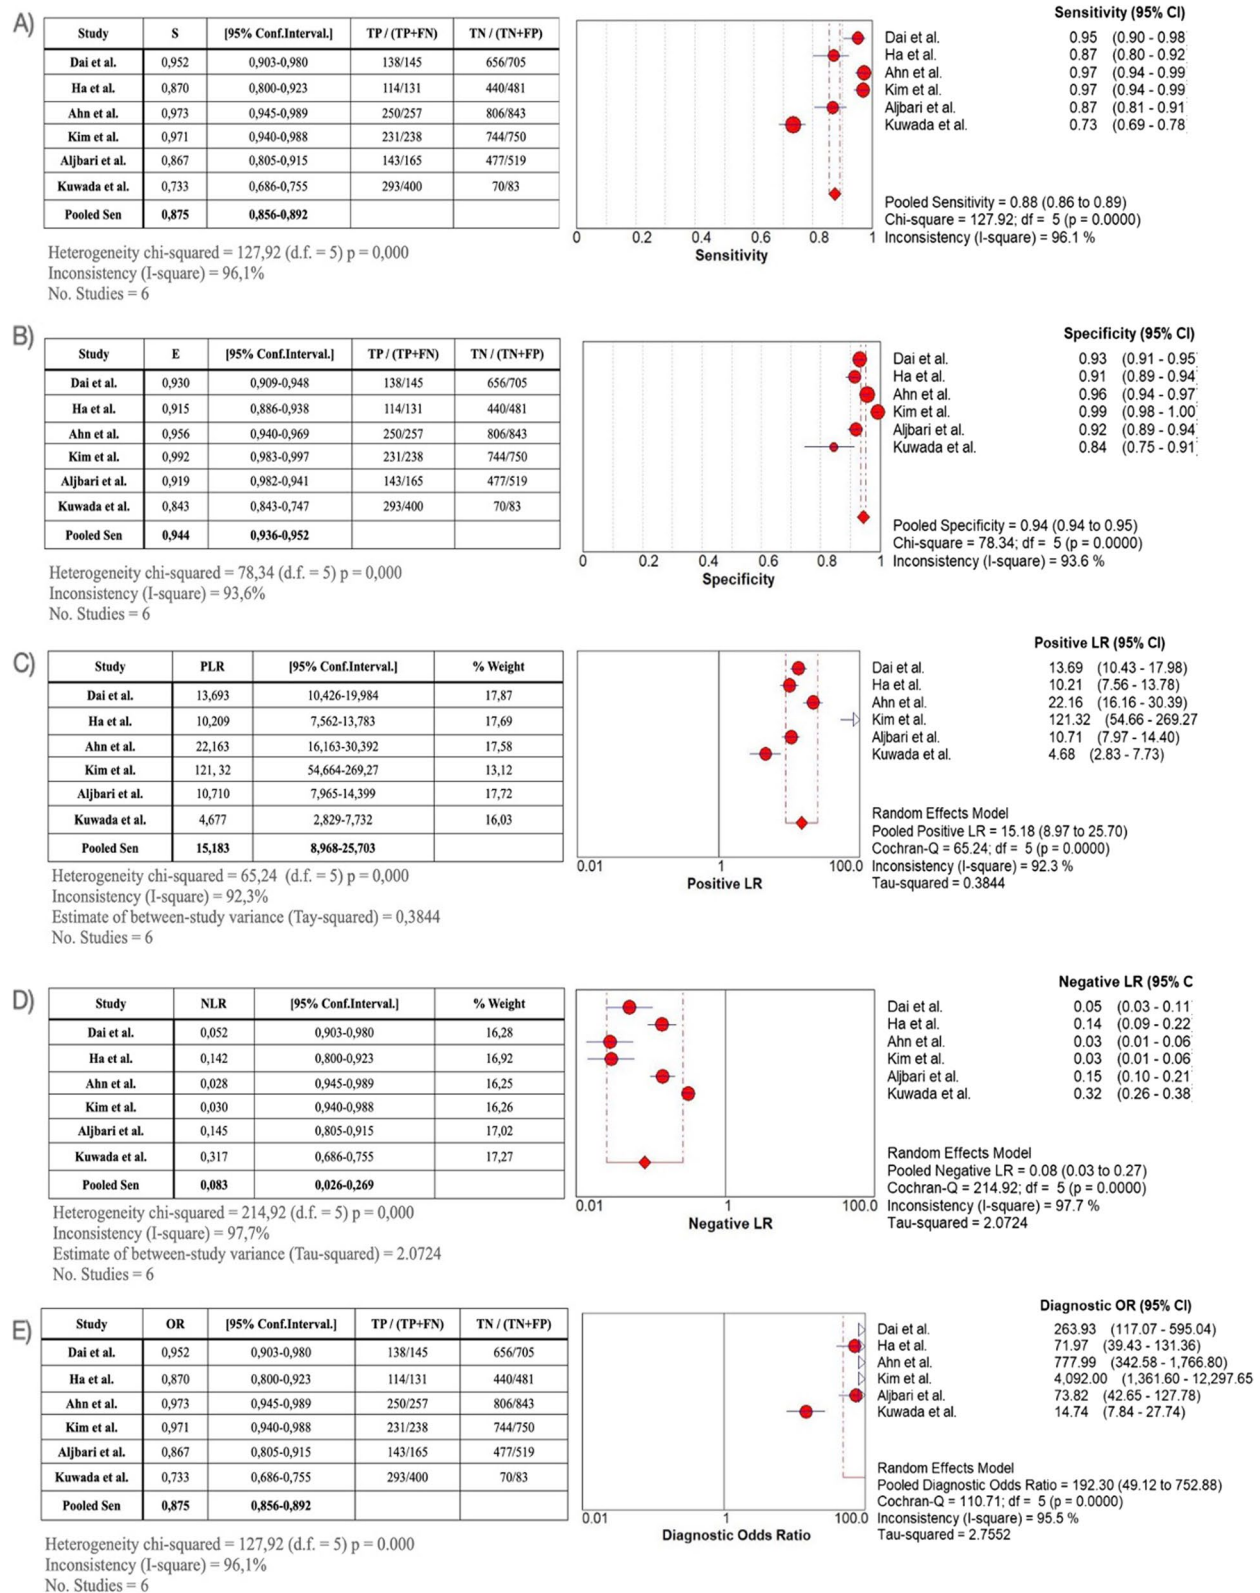 A)
Study S [95% Conf.Interval.] TP / (TP+FN) TN / (TN+FP)
Dai et al. 0,952 0,903-0,980 138/145 656/705
Ha et al. 0,870 0,800-0,923 114/131 440/481
Ahn et al. 0,973 0,945-0,989 250/257 806/843
Kim et al. 0,971 0,940-0,988 231/238 744/750
Aljbari et al. 0,867 0,805-0,915 143/165 477/519
Kuwada et al. 0,733 0,686-0,755 293/400 70/83
Pooled Sen 0,875 0,856-0,892
Heterogeneity chi-squared = 127,92 (d.f. = 5) p = 0,000
Inconsistency (I-square) = 96,1%
No. Studies = 6
Sensitivity (95% CI)
Dai et al. 0.95 (0.90 - 0.98
Ha et al. 0.87 (0.80 - 0.92
Ahn et al. 0.97 (0.94 - 0.99
Kim et al. 0.97 (0.94 - 0.99
Aljbari et al. 0.87 (0.81 - 0.91
Kuwada et al. 0.73 (0.69 - 0.78
Pooled Sensitivity = 0.88 (0.86 to 0.89)
Chi-square = 127.92; df = 5 (p = 0.0000)
Inconsistency (I-square) = 96.1 %
0 0.2 0.4 0.6 0.8 1
Sensitivity
B)
Study E [95% Conf.Interval.] TP / (TP+FN) TN / (TN+FP)
Dai et al. 0,930 0,909-0,948 138/145 656/705
Ha et al. 0,915 0,886-0,938 114/131 440/481
Ahn et al. 0,956 0,940-0,969 250/257 806/843
Kim et al. 0,992 0,983-0,997 231/238 744/750
Aljbari et al. 0,919 0,982-0,941 143/165 477/519
Kuwada et al. 0,843 0,843-0,747 293/400 70/83
Pooled Sen 0,944 0,936-0,952
Heterogeneity chi-squared = 78,34 (d.f. = 5) p = 0,000
Inconsistency (I-square) = 93,6%
No. Studies = 6
Specificity (95% CI)
Dai et al. 0.93 (0.91 - 0.95
Ha et al. 0.91 (0.89 - 0.94
Ahn et al. 0.96 (0.94 - 0.97
Kim et al. 0.99 (0.98 - 1.00
Aljbari et al. 0.92 (0.89 - 0.94
Kuwada et al. 0.84 (0.75 - 0.91
Pooled Specificity = 0.94 (0.94 to 0.95)
Chi-square = 78.34; df = 5 (p = 0.0000)
Inconsistency (I-square) = 93.6 %
0 0.2 0.4 0.6 0.8 1
Specificity
C)
Study PLR [95% Conf.Interval.] % Weight
Dai et al. 13,693 10,426-19,984 17,87
Ha et al. 10,209 7,562-13,783 17,69
Ahn et al. 22,163 16,163-30,392 17,58
Kim et al. 121, 32 54,664-269,27 13,12
Aljbari et al. 10,710 7,965-14,399 17,72
Kuwada et al. 4,677 2,829-7,732 16,03
Pooled Sen 15,183 8,968-25,703
Heterogeneity chi-squared = 65,24 (d.f. = 5) p = 0,000
Inconsistency (I-square) = 92,3%
Estimate of between-study variance (Tay-squared) = 0,3844
No. Studies = 6
Positive LR (95% CI)
Dai et al. 13.69 (10.43 - 17.98)
Ha et al. 10.21 (7.56 - 13.78)
Ahn et al. 22.16 (16.16 - 30.39)
Kim et al. 121.32 (54.66 - 269.27
Aljbari et al. 10.71 (7.97 - 14.40)
Kuwada et al. 4.68 (2.83 - 7.73)
Random Effects Model
Pooled Positive LR = 15.18 (8.97 to 25.70)
Cochran-Q = 65.24; df = 5 (p = 0.0000)
Inconsistency (I-square) = 92.3 %
Tau-squared = 0.3844
0.01 1 100.0
Positive LR
D)
Study NLR [95% Conf.Interval.] % Weight
Dai et al. 0,052 0,903-0,980 16,28
Ha et al. 0,142 0,800-0,923 16,92
Ahn et al. 0,028 0,945-0,989 16,25
Kim et al. 0,030 0,940-0,988 16,26
Aljbari et al. 0,145 0,805-0,915 17,02
Kuwada et al. 0,317 0,686-0,755 17,27
Pooled Sen 0,083 0,026-0,269
Heterogeneity chi-squared = 214,92 (d.f. = 5) p = 0,000
Inconsistency (I-square) = 97,7%
Estimate of between-study variance (Tau-squared) = 2.0724
No. Studies = 6
Negative LR (95% C
Dai et al. 0.05 (0.03 - 0.11
Ha et al. 0.14 (0.09 - 0.22
Ahn et al. 0.03 (0.01 - 0.06
Kim et al. 0.03 (0.01 - 0.06
Aljbari et al. 0.15 (0.10 - 0.21
Kuwada et al. 0.32 (0.26 - 0.38
Random Effects Model
Pooled Negative LR = 0.08 (0.03 to 0.27)
Cochran-Q = 214.92; df = 5 (p = 0.0000)
Inconsistency (I-square) = 97.7 %
Tau-squared = 2.0724
0.01 1 100.0
Negative LR
E)
Study OR [95% Conf.Interval.] TP / (TP+FN) TN / (TN+FP)
Dai et al. 0,952 0,903-0,980 138/145 656/705
Ha et al. 0,870 0,800-0,923 114/131 440/481
Ahn et al. 0,973 0,945-0,989 250/257 806/843
Kim et al. 0,971 0,940-0,988 231/238 744/750
Aljbari et al. 0,867 0,805-0,915 143/165 477/519
Kuwada et al. 0,733 0,686-0,755 293/400 70/83
Pooled Sen 0,875 0,856-0,892
Heterogeneity chi-squared = 127,92 (d.f. = 5) p = 0.000
Inconsistency (I-square) = 96,1%
No. Studies = 6
Diagnostic OR (95% CI)
Dai et al. 263.93 (117.07 - 595.04)
Ha et al. 71.97 (39.43 - 131.36)
Ahn et al. 777.99 (342.58 - 1,766.80)
Kim et al. 4,092.00 (1,361.60 - 12,297.65
Aljbari et al. 73.82 (42.65 - 127.78)
Kuwada et al. 14.74 (7.84 - 27.74)
Random Effects Model
Pooled Diagnostic Odds Ratio = 192.30 (49.12 to 752.88)
Cochran-Q = 110.71; df = 5 (p = 0.0000)
Inconsistency (I-square) = 95.5 %
Tau-squared = 2.7552
0.01 1 100.0
Diagnostic Odds Ratio